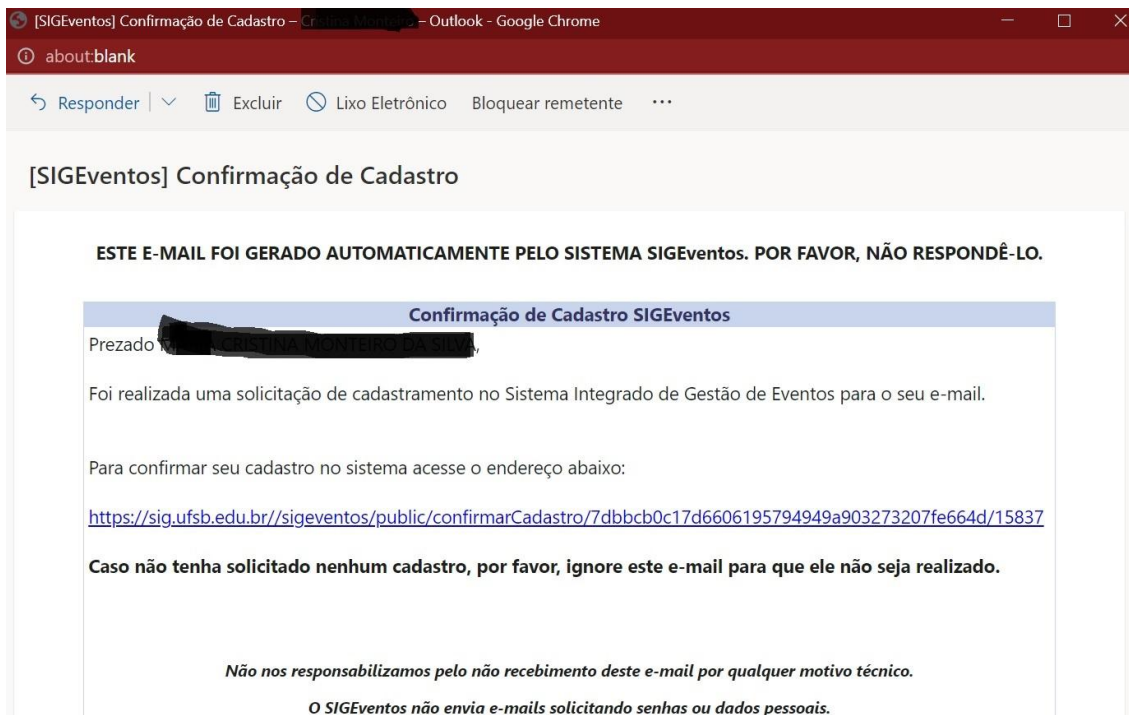 [SIGEventos] Confirmação de Cadastro – – Outlook - Google Chrome
about:blank
Responder Excluir Lixo Eletrônico Bloquear remetente ...
[SIGEventos] Confirmação de Cadastro
ESTE E-MAIL FOI GERADO AUTOMATICAMENTE PELO SISTEMA SIGEventos. POR FAVOR, NÃO RESPONDÊ-LO.
Confirmação de Cadastro SIGEventos
Prezado ,
Foi realizada uma solicitação de cadastramento no Sistema Integrado de Gestão de Eventos para o seu e-mail.
Para confirmar seu cadastro no sistema acesse o endereço abaixo:
https://sig.ufsb.edu.br//sigeventos/public/confirmarCadastro/7dbbcb0c17d6606195794949a903273207fe664d/15837
Caso não tenha solicitado nenhum cadastro, por favor, ignore este e-mail para que ele não seja realizado.
Não nos responsabilizamos pelo não recebimento deste e-mail por qualquer motivo técnico.
O SIGEventos não envia e-mails solicitando senhas ou dados pessoais.